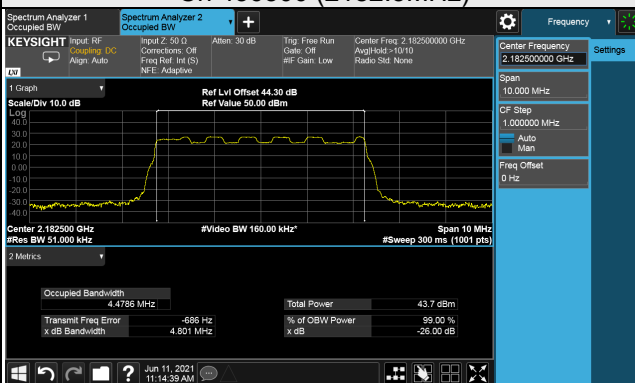 Spectrum Analyzer 1
Occupied BW
Spectrum Analyzer 2
Occupied BW
Frequency
KEYSIGHT
Input: RF
Coupling: DC
Align: Auto
Input Z: 50 Ω
Corrections: Off
Freq Ref: Int (S)
NFE: Adaptive
Atten: 30 dB
Trig: Free Run
Gate: Off
#IF Gain: Low
Center Freq: 2.182500000 GHz
Avg|Hold:>10/10
Radio Std: None
LXI
Center Frequency
2.182500000 GHz
Settings
Span
10.000 MHz
CF Step
1.000000 MHz
Auto
Man
Freq Offset
0 Hz
1 Graph
Scale/Div 10.0 dB
Ref Lvl Offset 44.30 dB
Ref Value 50.00 dBm
Log
40.0
30.0
20.0
10.0
0.00
-10.0
-20.0
-30.0
-40.0
Center 2.182500 GHz
#Res BW 51.000 kHz
#Video BW 160.00 kHz*
Span 10 MHz
#Sweep 300 ms (1001 pts)
2 Metrics
Occupied Bandwidth
4.4786 MHz
Total Power
43.7 dBm
Transmit Freq Error
-686 Hz
% of OBW Power
99.00 %
x dB Bandwidth
4.801 MHz
x dB
-26.00 dB
?
Jun 11, 2021
11:14:39 AM